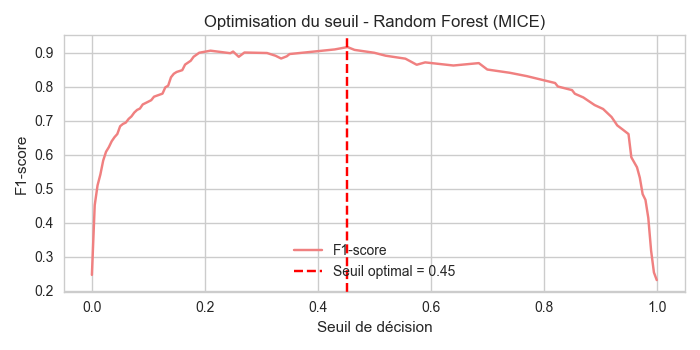 Optimisation du seuil - Random Forest (MICE)
F1-score
0.9
0.8
0.7
0.6
0.5
0.4
0.3
0.2
F1-score
Seuil optimal = 0.45
0.0 0.2 0.4 0.6 0.8 1.0
Seuil de décision